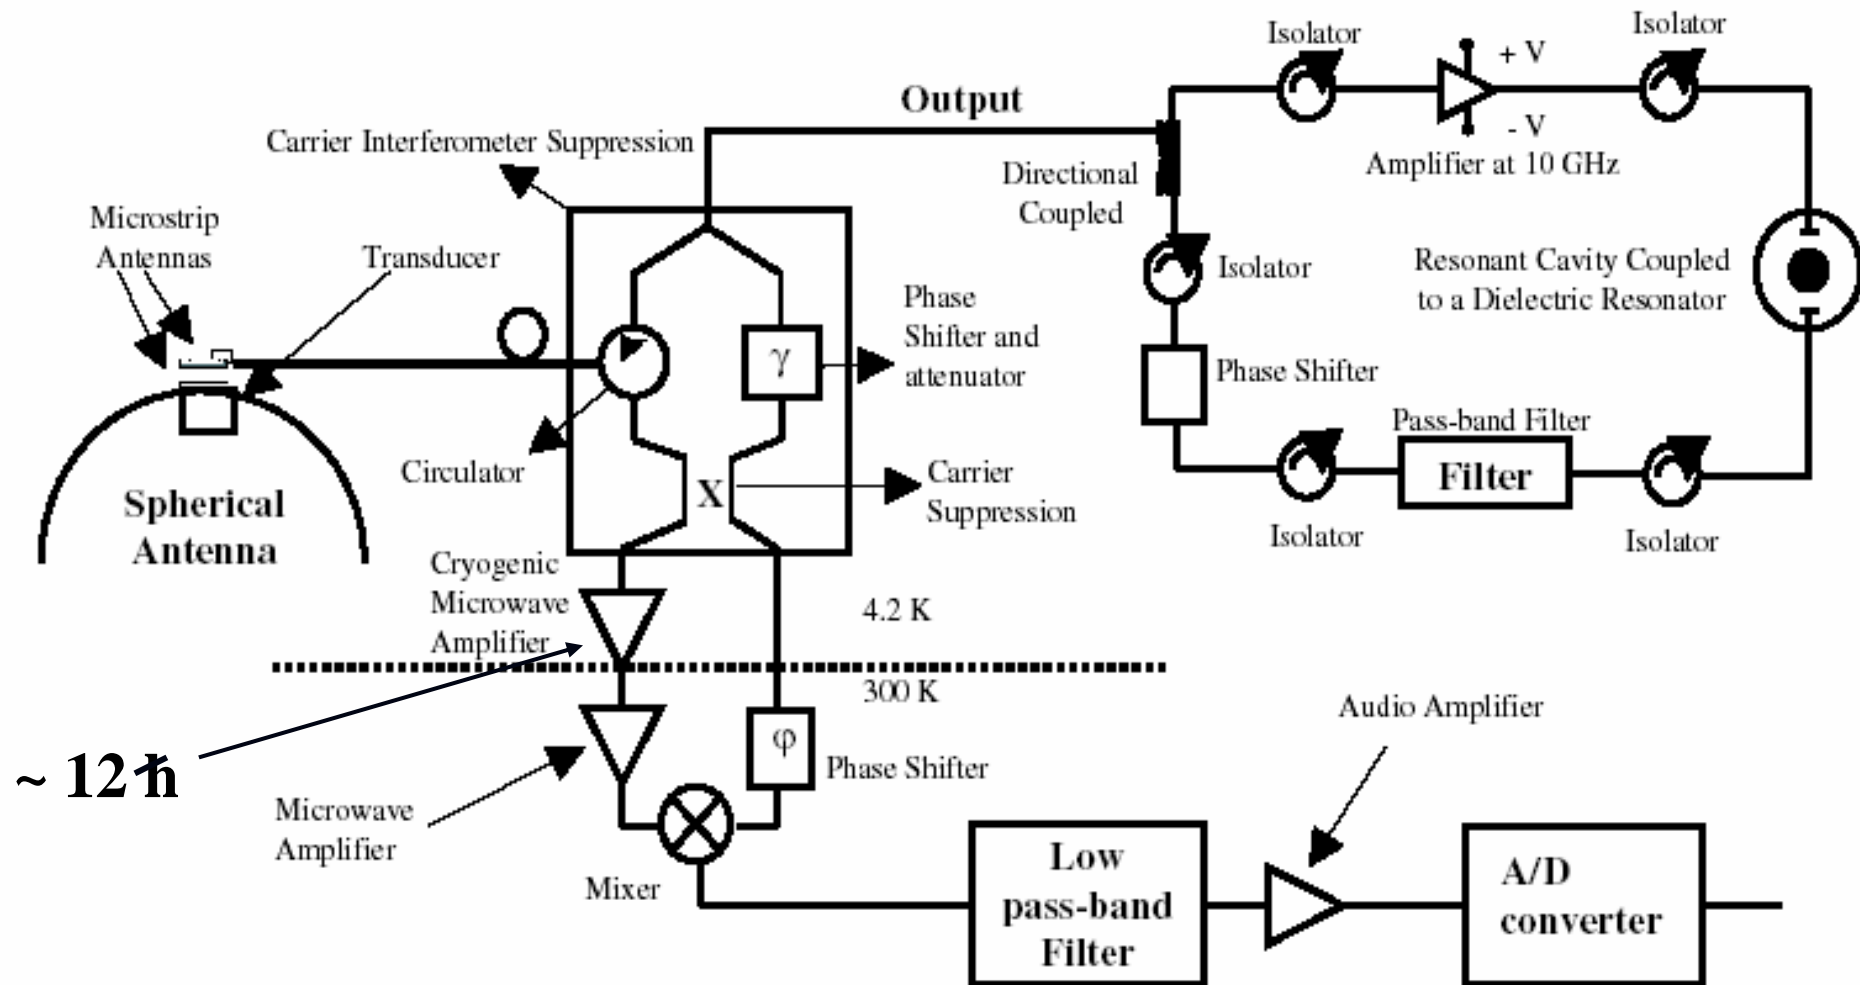 Isolator
Isolator
+ V
- V
Amplifier at 10 GHz
Output
Carrier Interferometer Suppression
Directional
Coupled
Microstrip
Antennas
Transducer
Isolator
Resonant Cavity Coupled
to a Dielectric Resonator
Phase
Shifter and
attenuator
γ
Phase Shifter
Pass-band Filter
Filter
Circulator
Carrier
Suppression
X
Spherical
Antenna
Isolator
Isolator
Cryogenic
Microwave
Amplifier
4.2 K
300 K
~ 12 ħ
φ
Phase Shifter
Audio Amplifier
Microwave
Amplifier
Mixer
Low
pass-band
Filter
A/D
converter